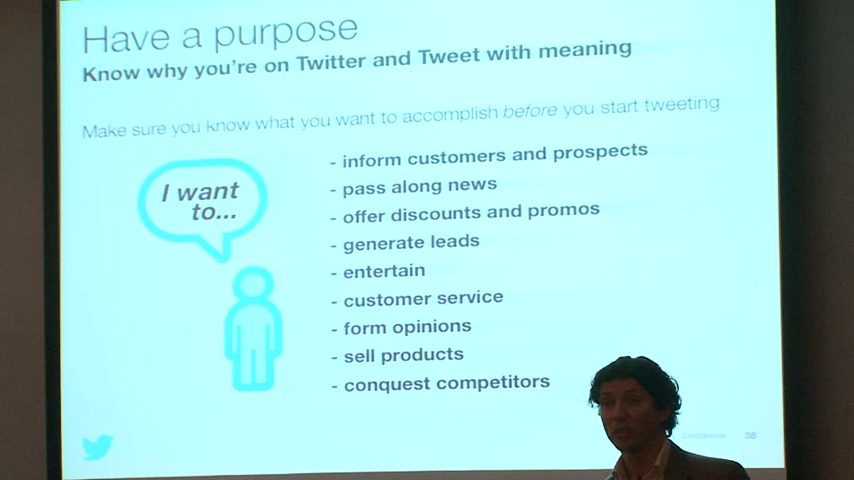 Have a purpose
Know why you're on Twitter and Tweet with meaning
Make sure you know what you want to accomplish before you start tweeting
I want
to...
- inform customers and prospects
- pass along news
- offer discounts and promos
- generate leads
- entertain
- customer service
- form opinions
- sell products
- conquest competitors
Confidential 38